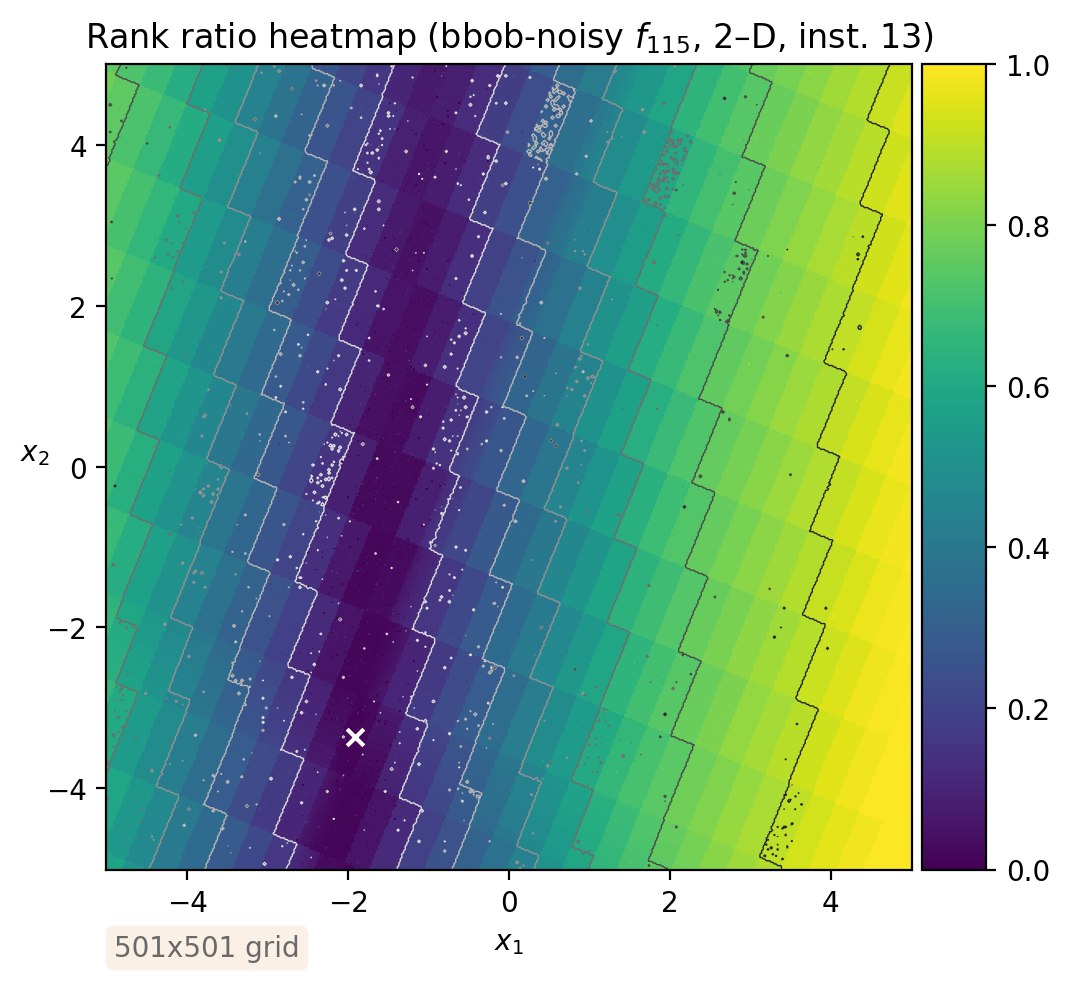 Rank ratio heatmap (bbob-noisy f₁₁₅, 2–D, inst. 13)
1.0
0.8
0.6
0.4
0.2
0.0
4
2
0
−2
−4
x₂
−4 −2 0 2 4
x₁
501x501 grid